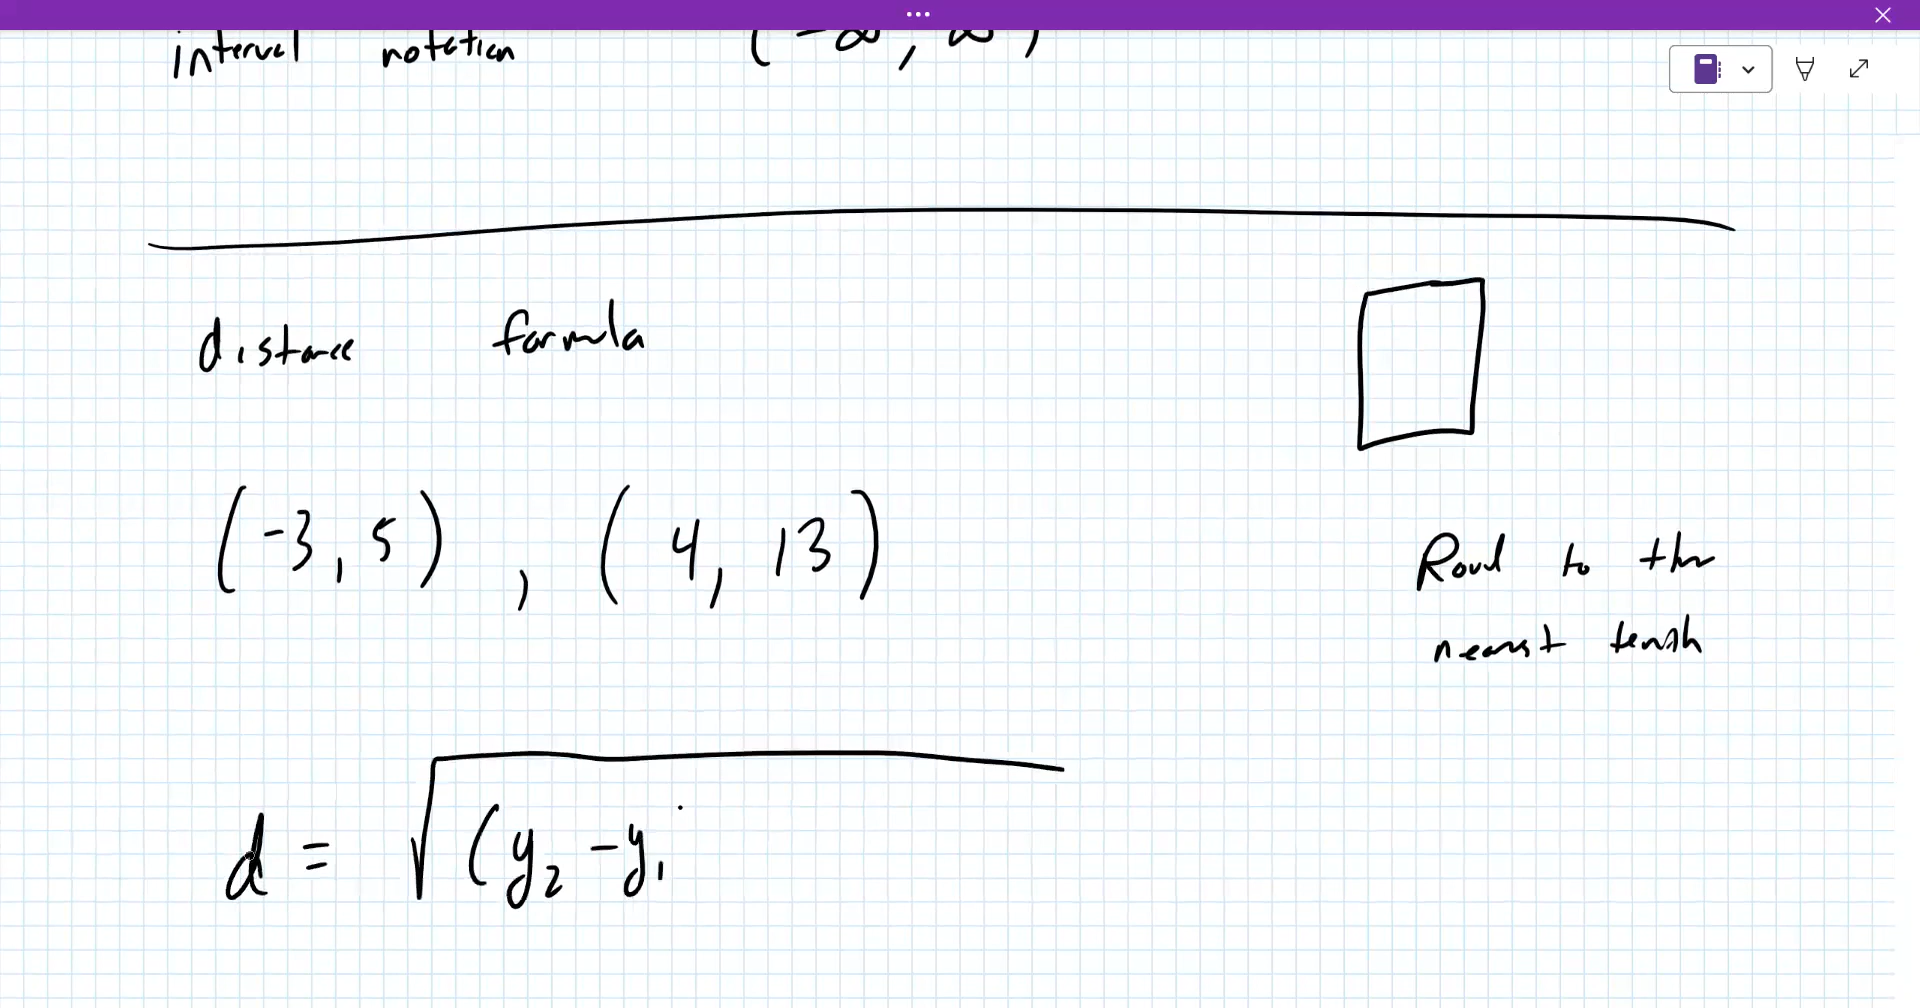 interval notation (-∞, ∞)
distance formula
(-3, 5) , (4, 13)
Round to the
nearest tenth
d = √(y₂ - y₁